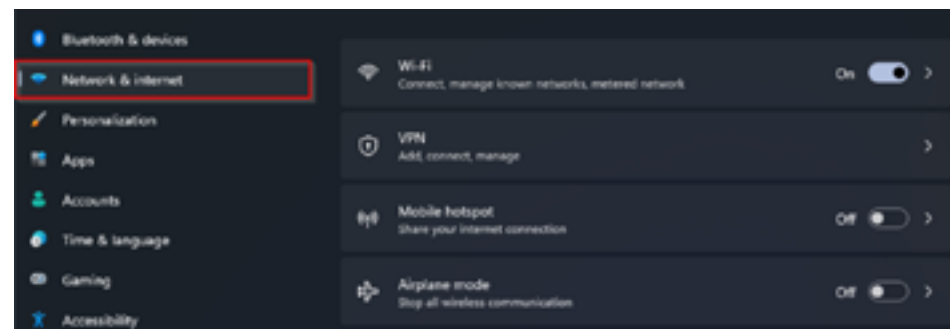 Bluetooth & devices
Network & internet
Personalization
Apps
Accounts
Time & language
Gaming
Accessibility
Wi-Fi
Connect, manage known networks, metered network
On
VPN
Add, connect, manage
Mobile hotspot
Share your internet connection
Off
Airplane mode
Stop all wireless communication
Off